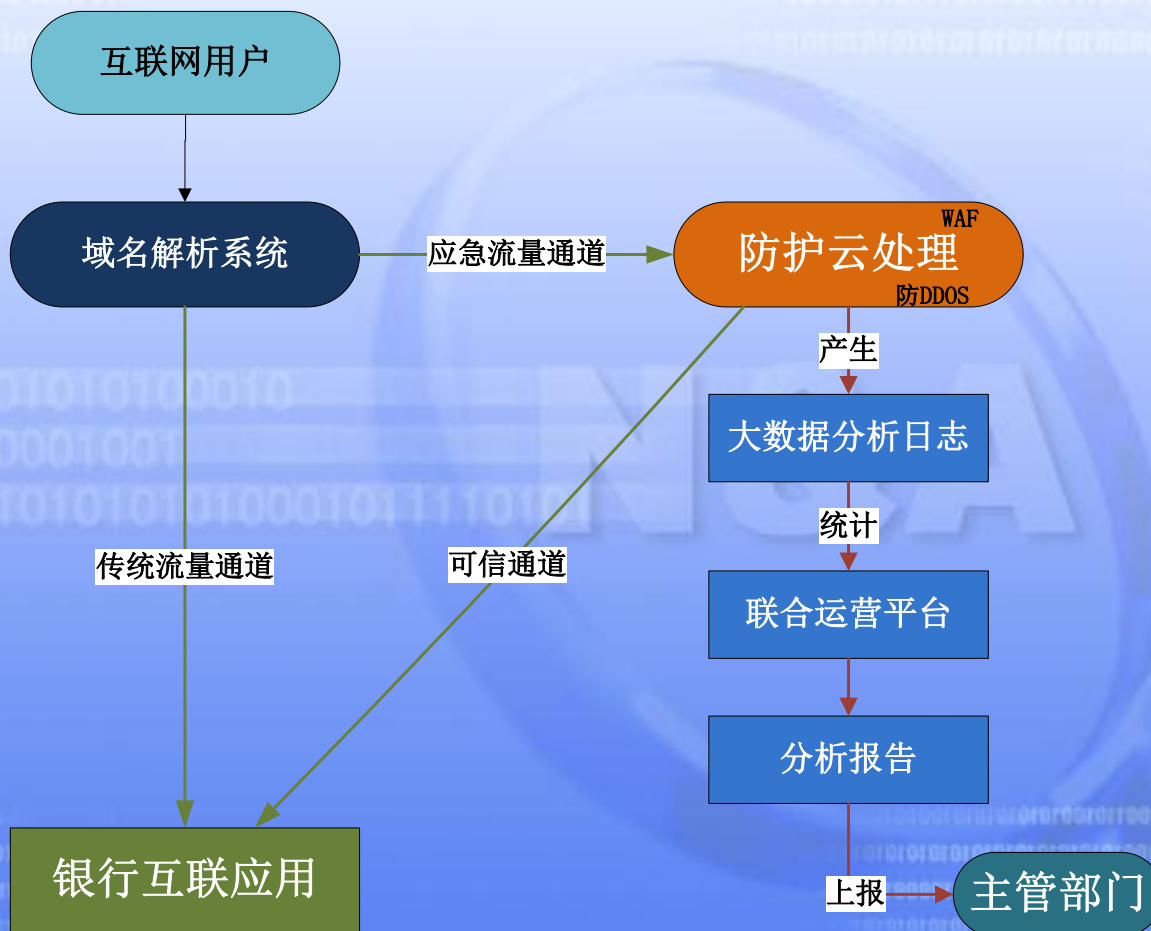 互联网用户
域名解析系统
应急流量通道
WAF
防护云处理
防DDOS
产生
大数据分析日志
统计
传统流量通道
可信通道
联合运营平台
分析报告
银行互联应用
上报
主管部门